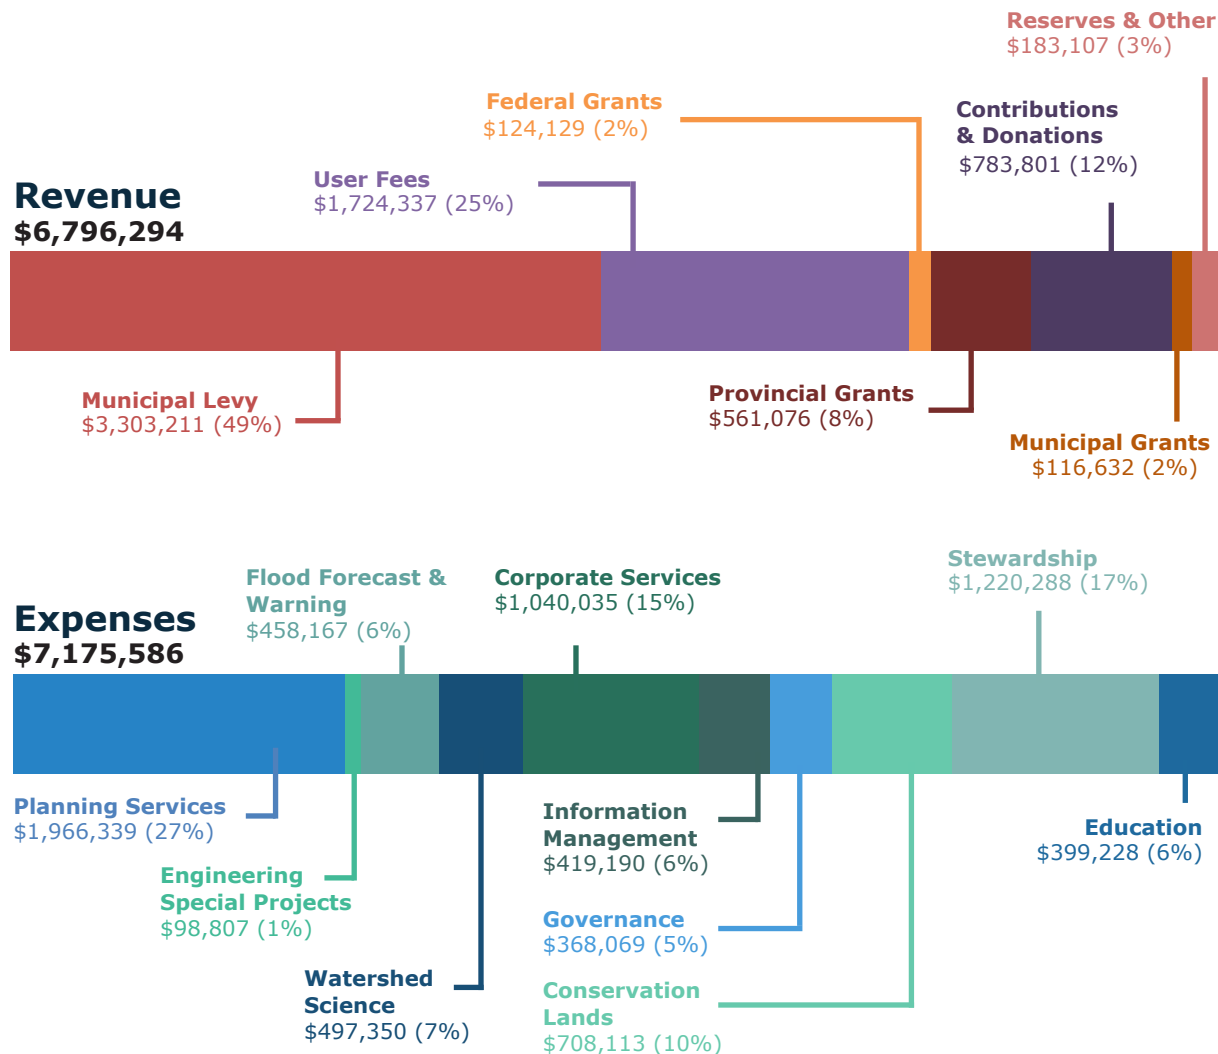 Reserves & Other
$183,107 (3%)
Federal Grants
$124,129 (2%)
Contributions
& Donations
$783,801 (12%)
User Fees
$1,724,337 (25%)
Revenue
$6,796,294
Municipal Levy
$3,303,211 (49%)
Provincial Grants
$561,076 (8%)
Municipal Grants
$116,632 (2%)
Stewardship
$1,220,288 (17%)
Flood Forecast &
Warning
$458,167 (6%)
Corporate Services
$1,040,035 (15%)
Expenses
$7,175,586
Planning Services
$1,966,339 (27%)
Information
Management
$419,190 (6%)
Education
$399,228 (6%)
Engineering
Special Projects
$98,807 (1%)
Governance
$368,069 (5%)
Watershed
Science
$497,350 (7%)
Conservation
Lands
$708,113 (10%)